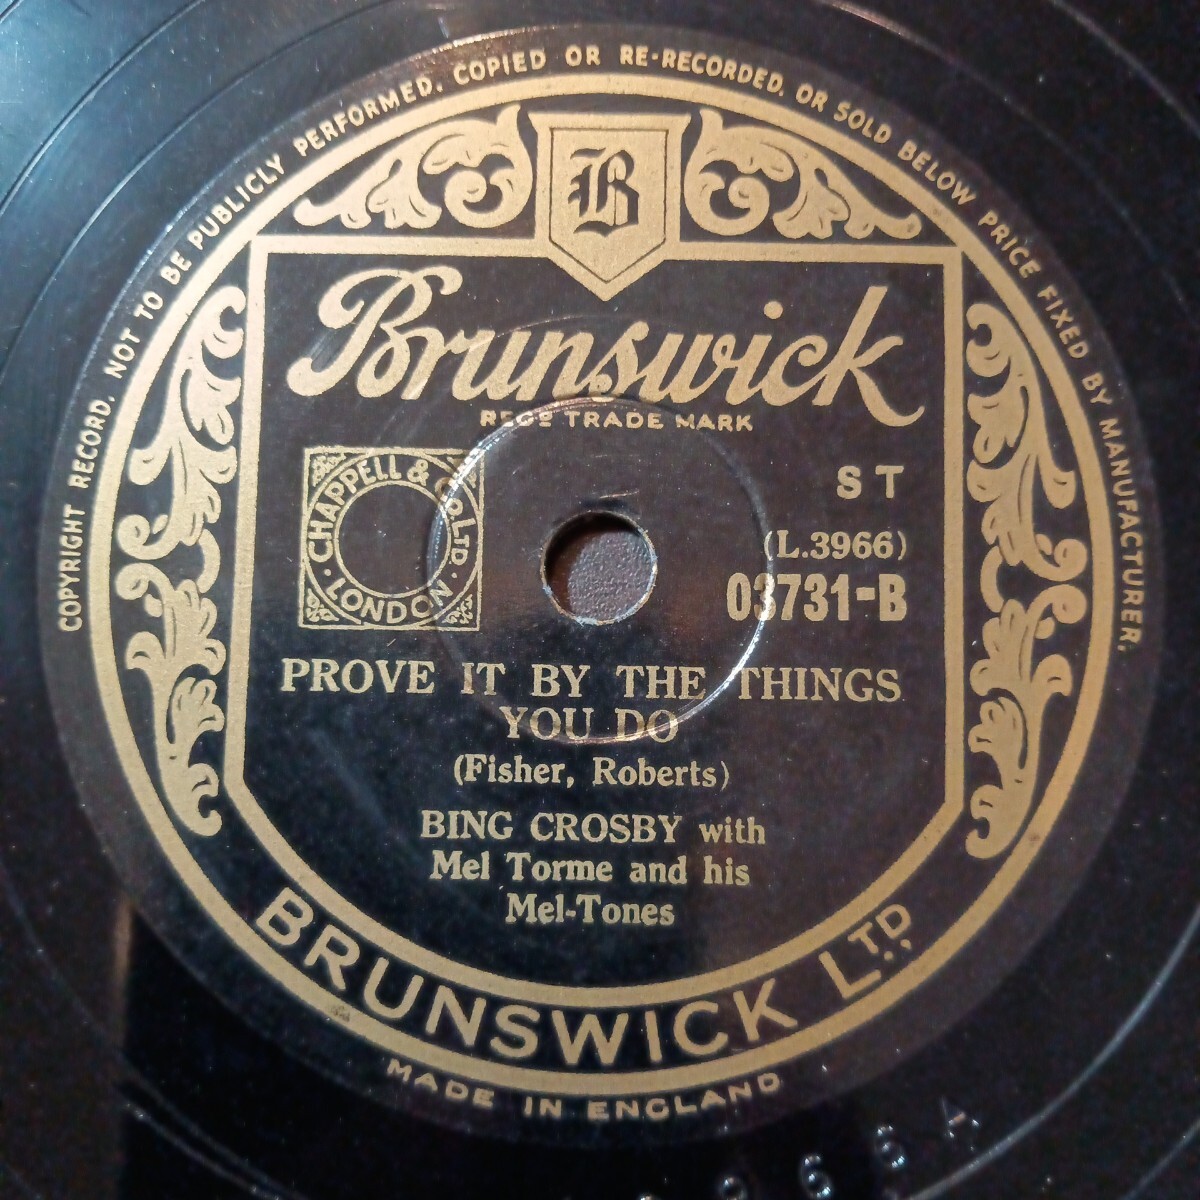 COPYRIGHT RECORD. NOT TO BE PUBLICLY PERFORMED, COPIED OR RE-RECORDED, OR SOLD BELOW PRICE FIXED BY MANUFACTURER.
B
Brunswick
REGD TRADE MARK
CHAPPELL & CO. LTD · LONDON ·
S T
(L.3966)
03731-B
PROVE IT BY THE THINGS
YOU DO
(Fisher, Roberts)
BING CROSBY with
Mel Torme and his
Mel-Tones
BRUNSWICK LTD.
MADE IN ENGLAND
966A